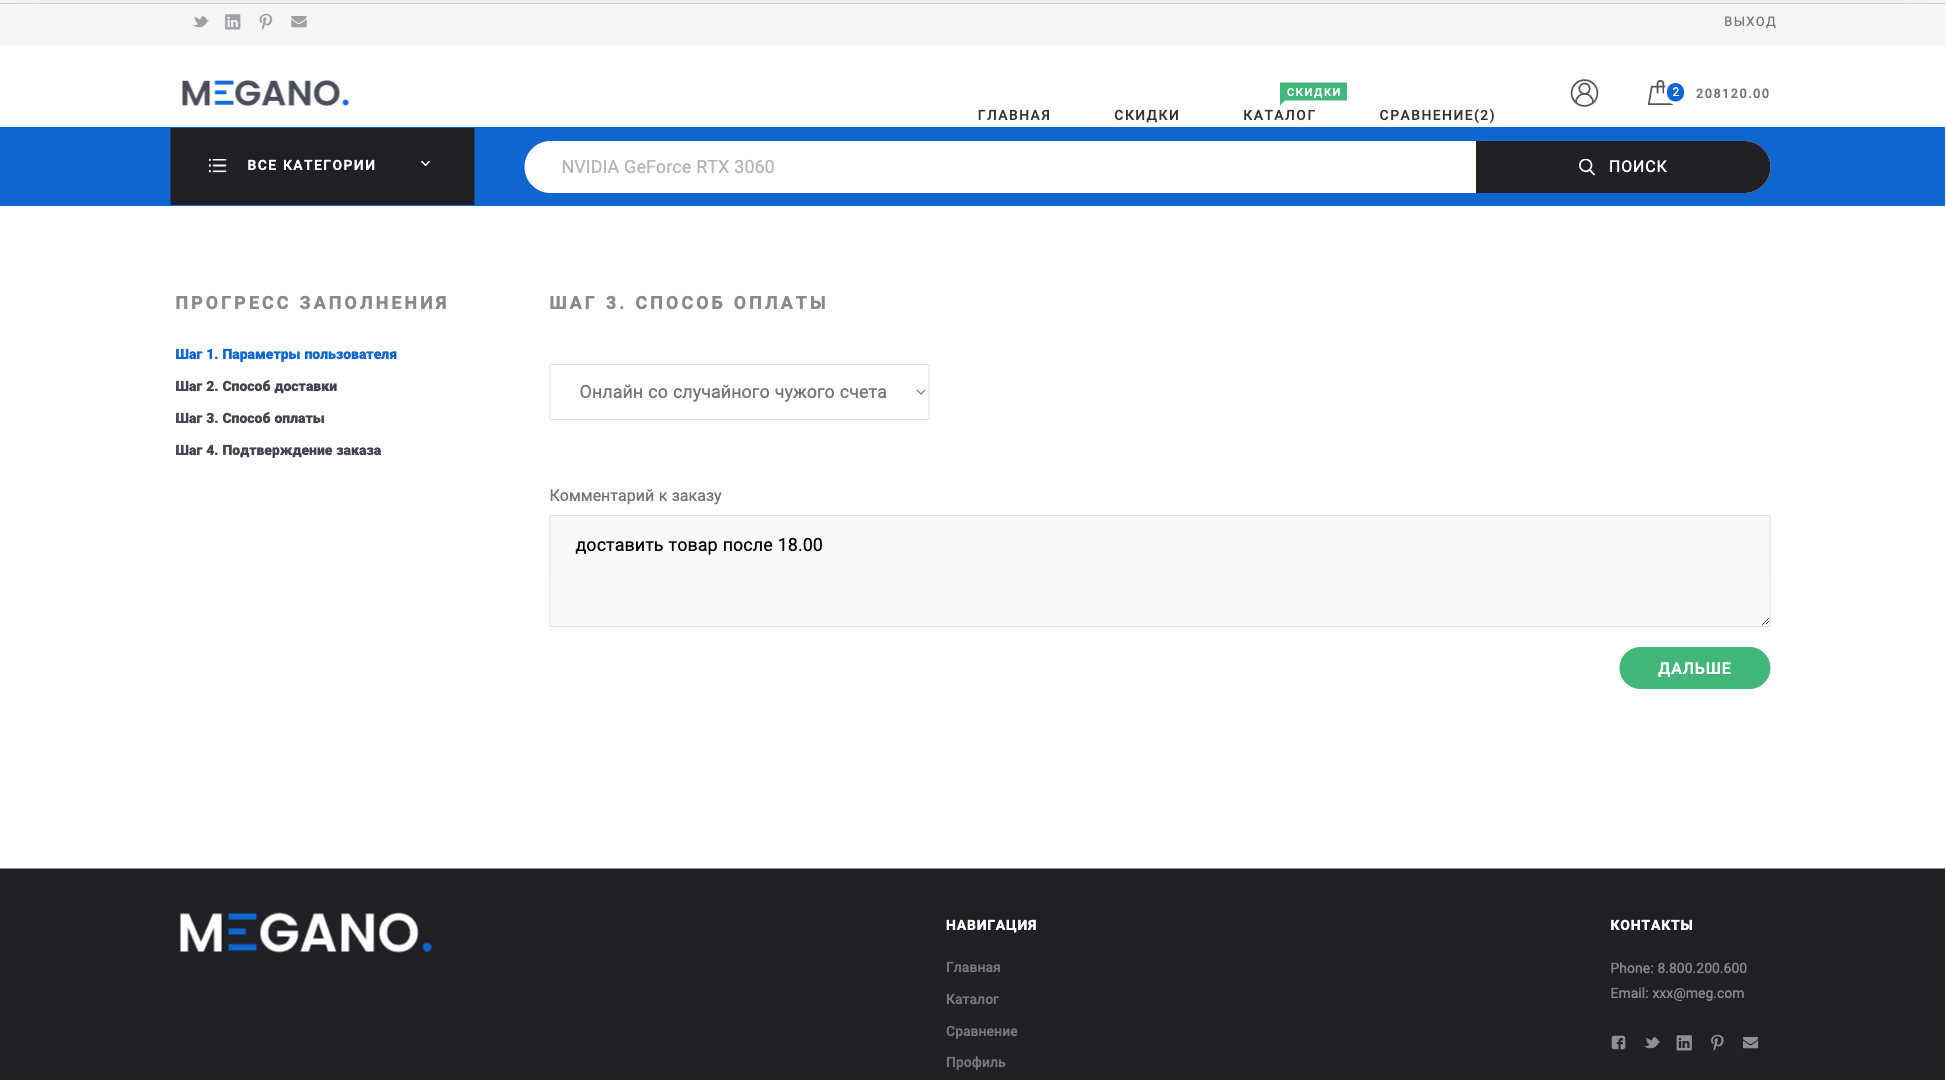 ВЫХОД
MEGANO.
ГЛАВНАЯ
СКИДКИ
СКИДКИ
КАТАЛОГ
СРАВНЕНИЕ(2)
2
208120.00
ВСЕ КАТЕГОРИИ
NVIDIA GeForce RTX 3060
ПОИСК
ПРОГРЕСС ЗАПОЛНЕНИЯ
Шаг 1. Параметры пользователя
Шаг 2. Способ доставки
Шаг 3. Способ оплаты
Шаг 4. Подтверждение заказа
ШАГ 3. СПОСОБ ОПЛАТЫ
Онлайн со случайного чужого счета
Комментарий к заказу
доставить товар после 18.00
ДАЛЬШЕ
MEGANO.
НАВИГАЦИЯ
Главная
Каталог
Сравнение
Профиль
КОНТАКТЫ
Phone: 8.800.200.600
Email: xxx@meg.com